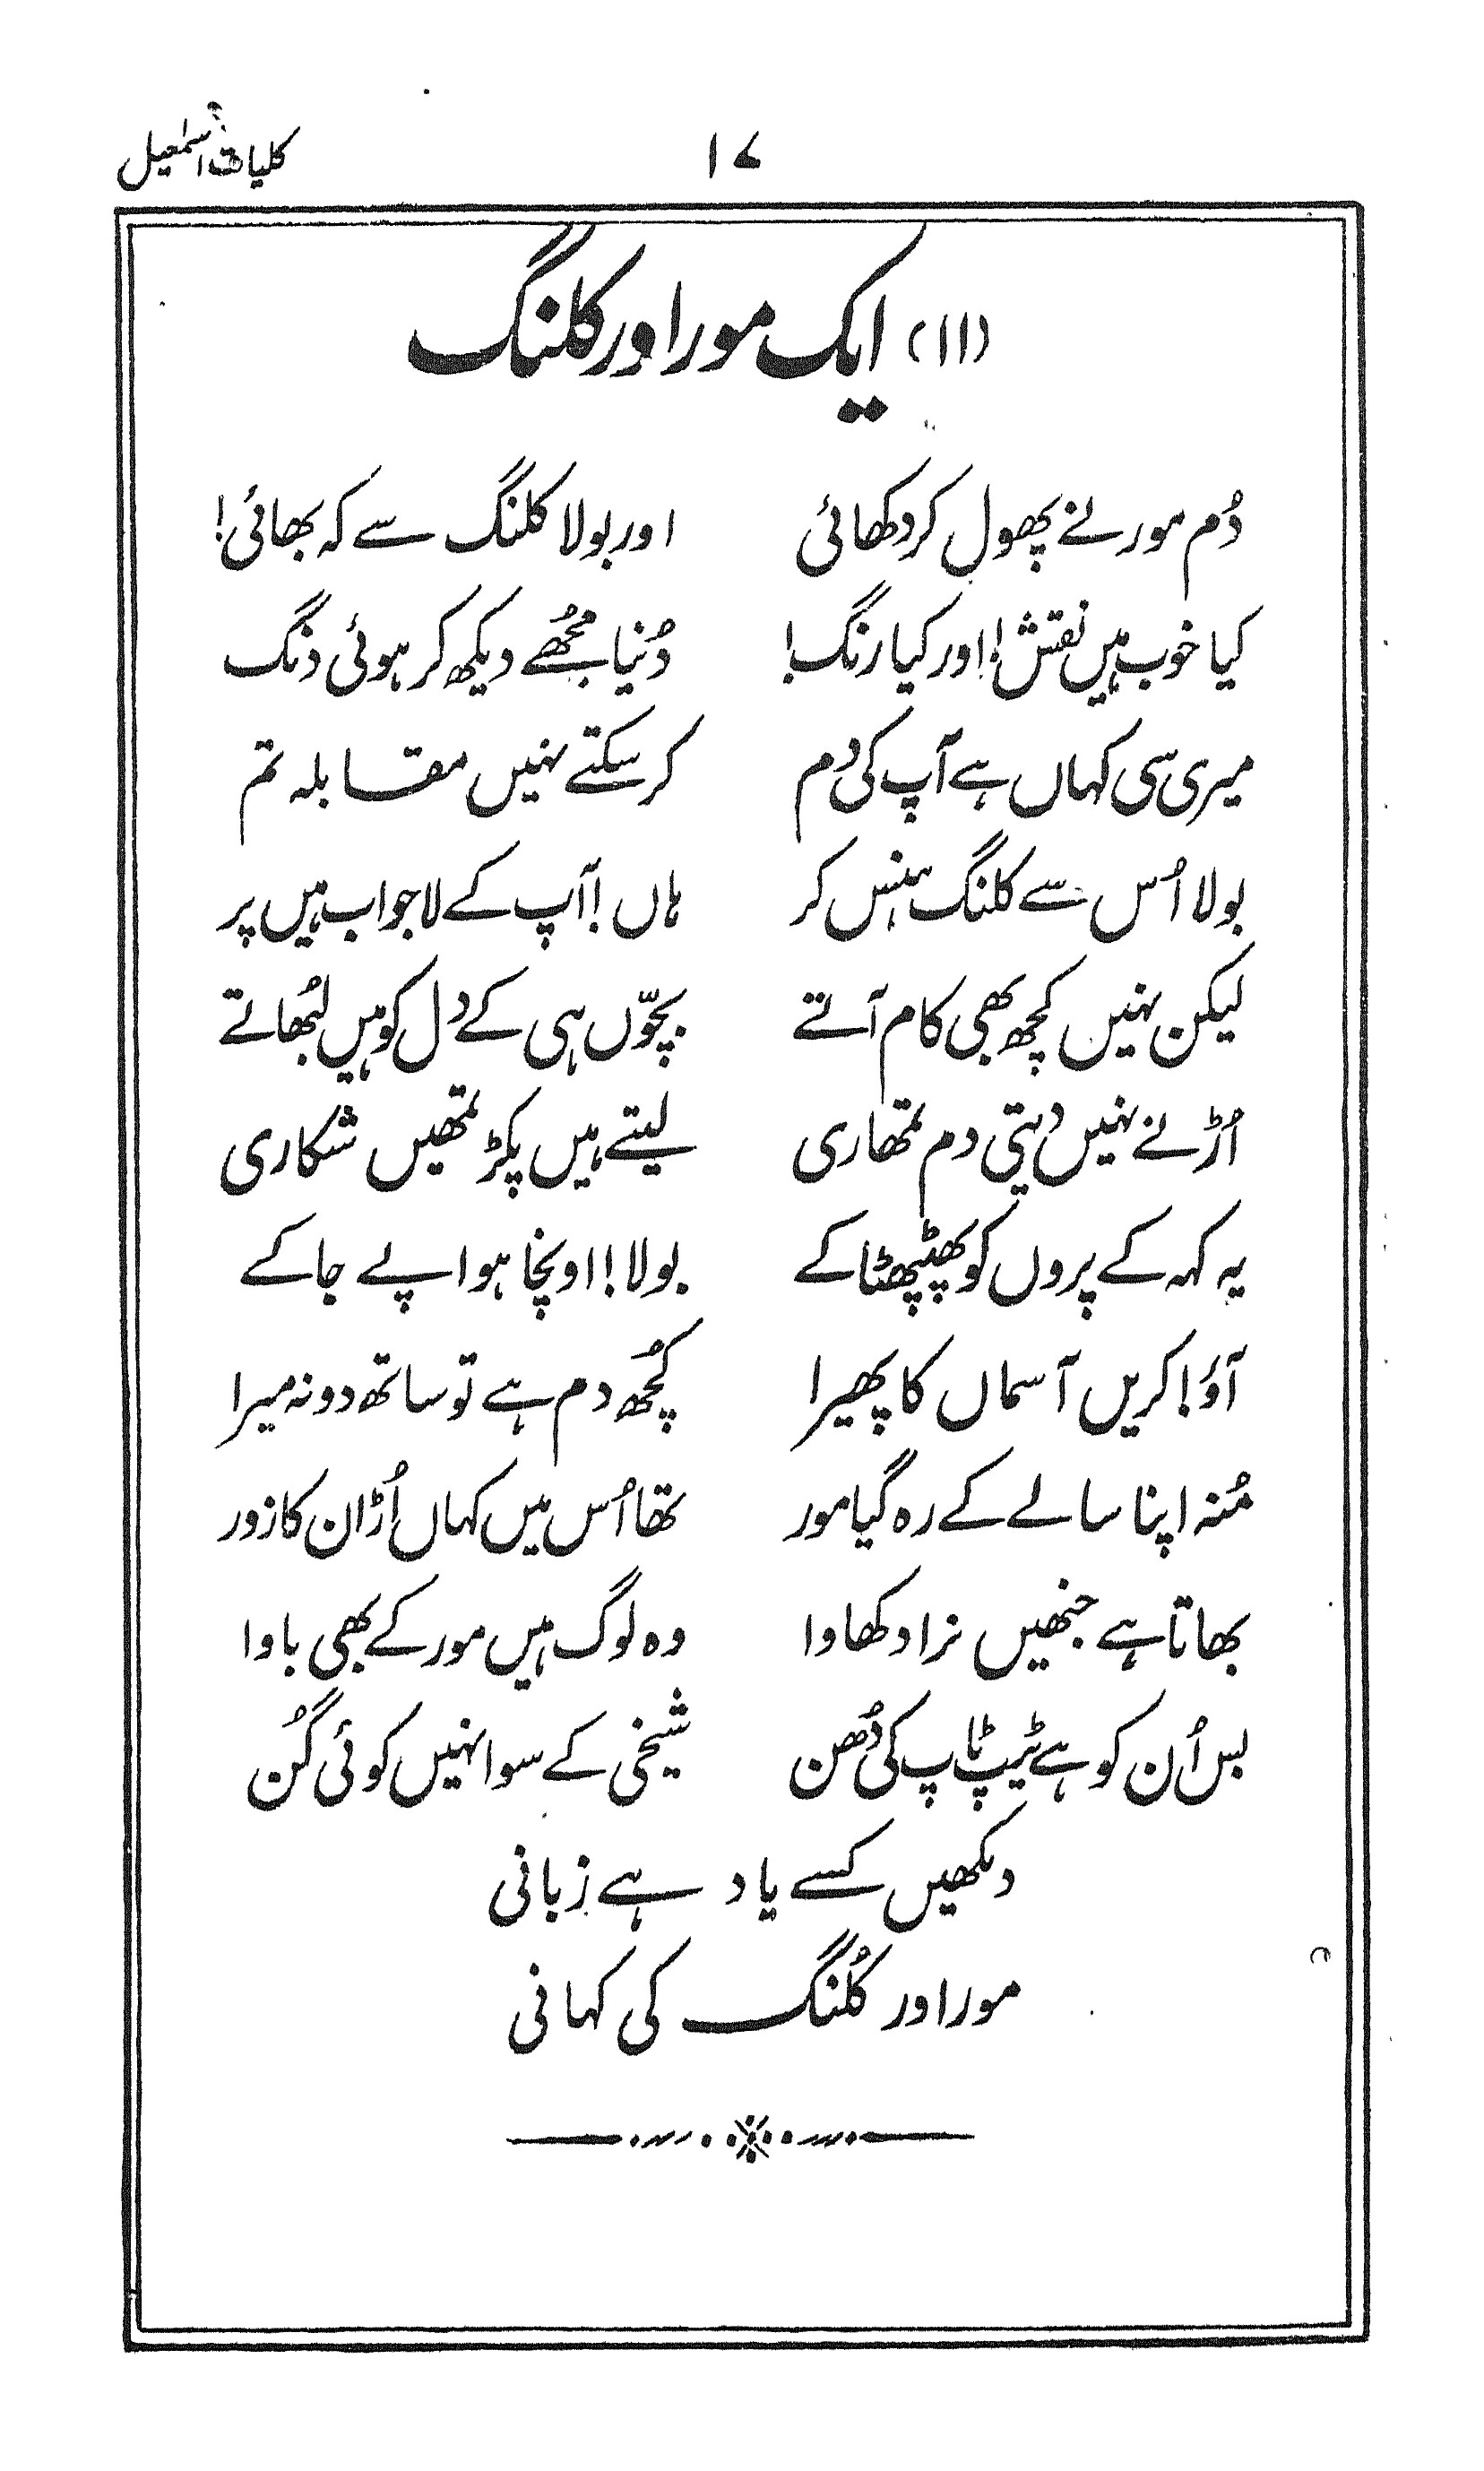 ۱۷ کلیات اسمٰعیل
(۱۱) ایک مور اور کلنگ
دُم مور نے پھول کر دکھائی اور بولا کلنگ سے کہ بھائی!
کیا خوب ہیں نقش! اور کیا رنگ! دُنیا مجُھے دیکھ کر ہوئی دنگ
میری سی کہاں ہے آپ کی دم کر سکتے نہیں مقابلہ تم
بولا اُس سے کلنگ ہنس کر ہاں! آپ کے لاجواب ہیں پر
لیکن نہیں کچھ بھی کام آتے بچّوں ہی کے دل کو ہیں لبُھاتے
اُڑنے نہیں دیتی دم تمھاری لیتے ہیں پکڑ تمھیں شکاری
یہ کہہ کے پروں کو پھٹپھٹا کے بولا! اونچا ہوا پے جا کے
آؤ! کریں آسماں کا پھیرا کچُھ دم ہے تو ساتھ دو نہ میرا
مُنہ اپنا سا لے کے رہ گیا مور تھا اُس میں کہاں اُڑان کا زور
بھاتا ہے جنھیں نرا دکھاوا وہ لوگ ہیں مور کے بھی باوا
بس اُن کو ہے ٹیپ ٹاپ کی دُھن شیخی کے سوا نہیں کوئی گُن
دیکھیں کسے یاد ہے زبانی
مور اور کُلنگ کی کہانی